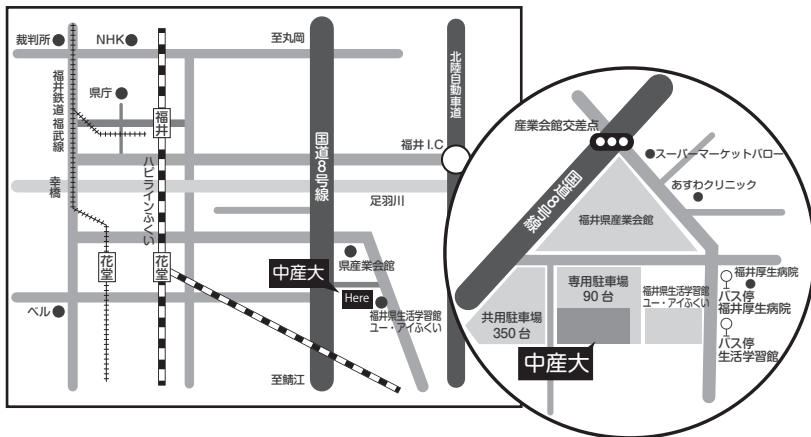 裁判所
NHK
至丸岡
北陸自動車道
県庁
福井鉄道 福武線
福井
国道8号線
福井 I.C
ハピラインふくい
幸橋
足羽川
花堂
花堂
県産業会館
中産大
Here
福井県生活学習館
ユー・アイふくい
ベル
至鯖江
産業会館交差点
スーパーマーケットバロー
あすわクリニック
国道8号線
福井県産業会館
専用駐車場
90台
福井県生活学習館
ユー・アイふくい
共用駐車場
350台
中産大
福井厚生病院
バス停
福井厚生病院
バス停
生活学習館